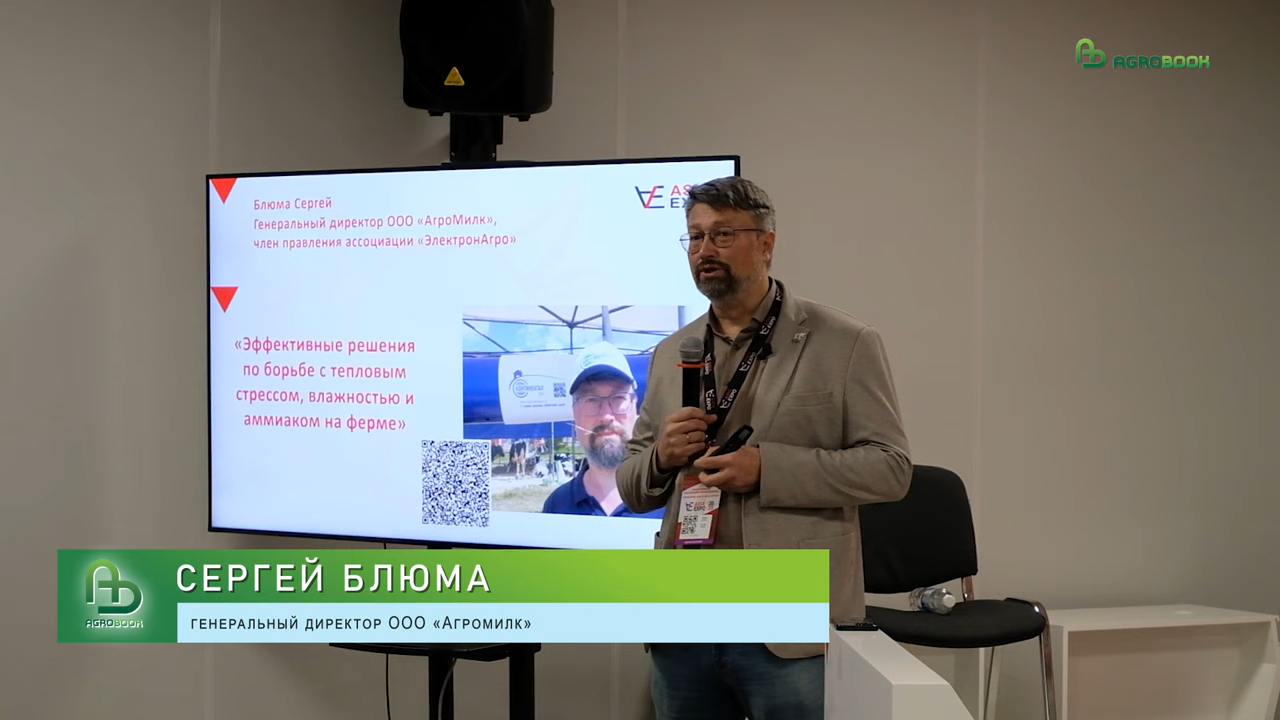 AGROBOOK
Блюма Сергей
Генеральный директор ООО «АгроМилк»,
член правления ассоциации «ЭлектронАгро»
«Эффективные решения
по борьбе с тепловым
стрессом, влажностью и
аммиаком на ферме»
СЕРГЕЙ БЛЮМА
ГЕНЕРАЛЬНЫЙ ДИРЕКТОР ООО «АГРОМИЛК»
AGROBOOK